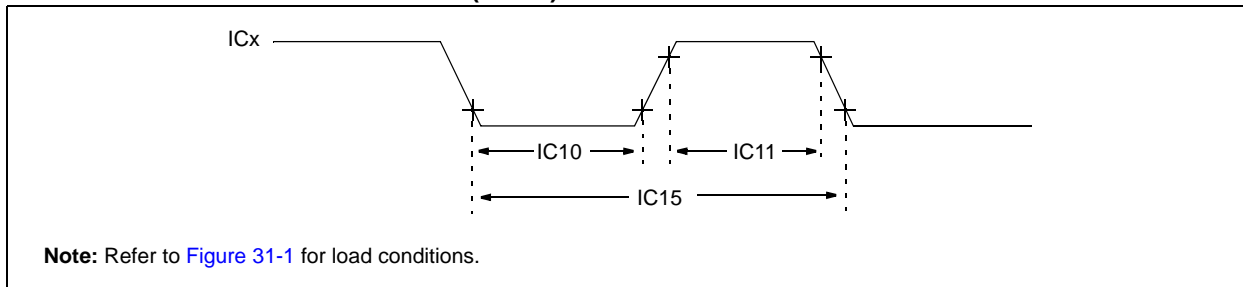 ICx
IC10
IC11
IC15
Note: Refer to Figure 31-1 for load conditions.